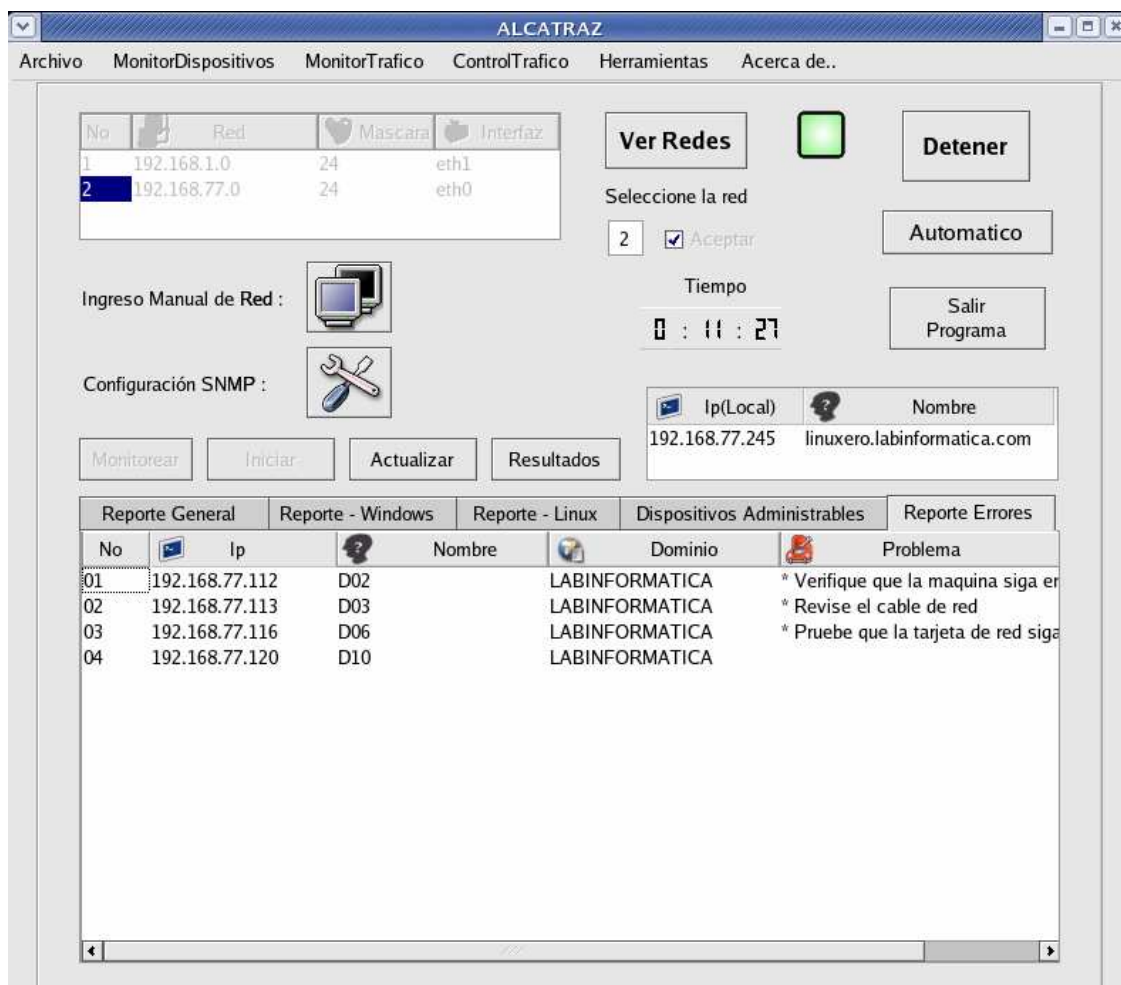 ALCATRAZ
Archivo MonitorDispositivos MonitorTrafico ControlTrafico Herramientas Acerca de..
No Red Mascara Interfaz
1 192.168.1.0 24 eth1
2 192.168.77.0 24 eth0
Ver Redes
Detener
Seleccione la red
2 Aceptar
Automatico
Ingreso Manual de Red :
Tiempo
0 : 11 : 27
Salir
Programa
Configuración SNMP :
Ip(Local) Nombre
192.168.77.245 linuxero.labinformatica.com
Monitorear Iniciar Actualizar Resultados
Reporte General Reporte - Windows Reporte - Linux Dispositivos Administrables Reporte Errores
No Ip Nombre Dominio Problema
01 192.168.77.112 D02 LABINFORMATICA * Verifique que la maquina siga er
02 192.168.77.113 D03 LABINFORMATICA * Revise el cable de red
03 192.168.77.116 D06 LABINFORMATICA * Pruebe que la tarjeta de red siga
04 192.168.77.120 D10 LABINFORMATICA